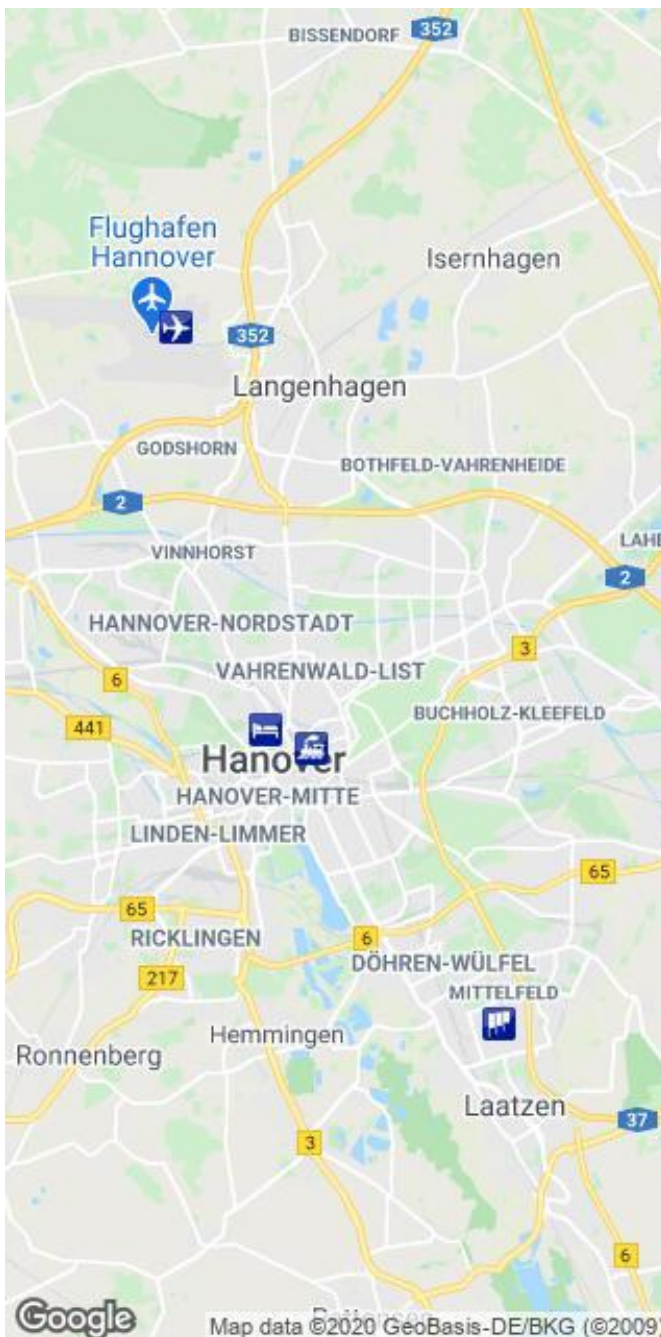 BISSENDORF
352
Flughafen
Hannover
Isernhagen
352
Langenhagen
GODSHORN
BOTHFELD-VAHRENHEIDE
2
VINNHORST
LAHE
2
HANNOVER-NORDSTADT
3
VAHRENWALD-LIST
6
BUCHHOLZ-KLEEFELD
441
Hanover
HANOVER-MITTE
LINDEN-LIMMER
65
65
RICKLINGEN
6
DÖHREN-WÜLFEL
217
MITTELFELD
Hemmingen
Ronnenberg
Laatzen
37
3
6
Google
Map data ©2020 GeoBasis-DE/BKG (©2009)